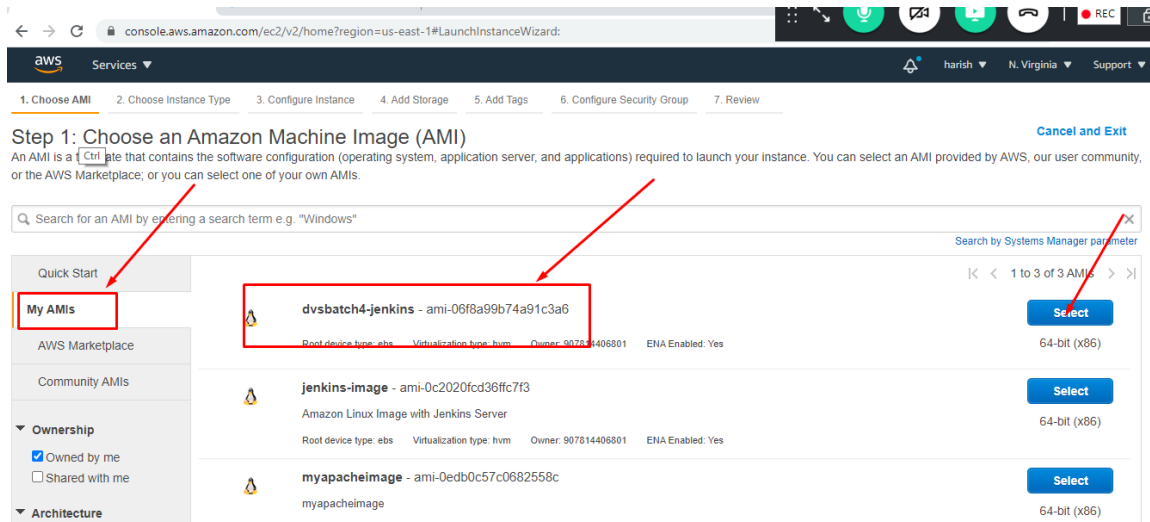 REC
console.aws.amazon.com/ec2/v2/home?region=us-east-1#LaunchInstanceWizard:
aws Services ▼ harish ▼ N. Virginia ▼ Support ▼
1. Choose AMI 2. Choose Instance Type 3. Configure Instance 4. Add Storage 5. Add Tags 6. Configure Security Group 7. Review
Step 1: Choose an Amazon Machine Image (AMI) Cancel and Exit
An AMI is a t Ctrl ate that contains the software configuration (operating system, application server, and applications) required to launch your instance. You can select an AMI provided by AWS, our user community,
or the AWS Marketplace; or you can select one of your own AMIs.
Search for an AMI by entering a search term e.g. "Windows"
Search by Systems Manager parameter
Quick Start 1 to 3 of 3 AMIs
My AMIs
dvsbatch4-jenkins - ami-06f8a99b74a91c3a6 Select
Root device type: ebs Virtualization type: hvm Owner: 907814406801 ENA Enabled: Yes 64-bit (x86)
AWS Marketplace
Community AMIs
jenkins-image - ami-0c2020fcd36ffc7f3 Select
Amazon Linux Image with Jenkins Server 64-bit (x86)
Root device type: ebs Virtualization type: hvm Owner: 907814406801 ENA Enabled: Yes
Ownership
Owned by me
Shared with me
myapacheimage - ami-0edb0c57c0682558c Select
myapacheimage 64-bit (x86)
Architecture